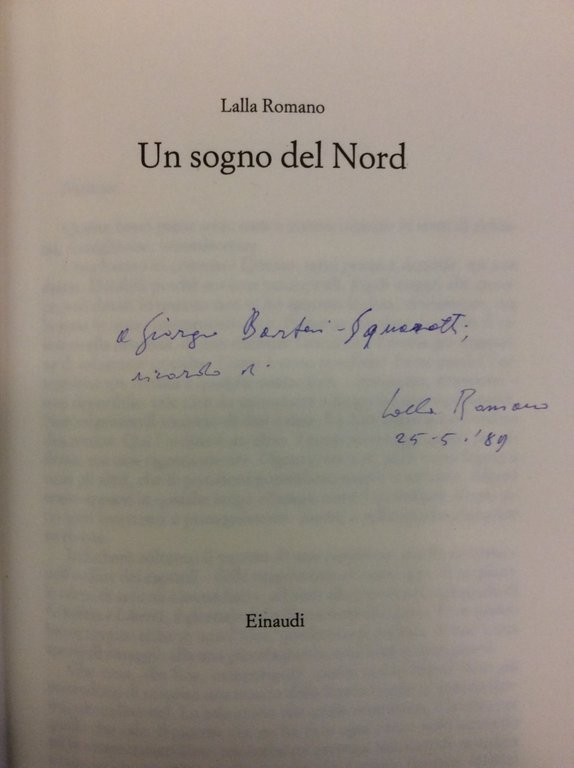 Lalla Romano
Un sogno del Nord
a Giorgio Barberi-Squarotti;
ricordo di
Lalla Romano
25-5-'89
Einaudi